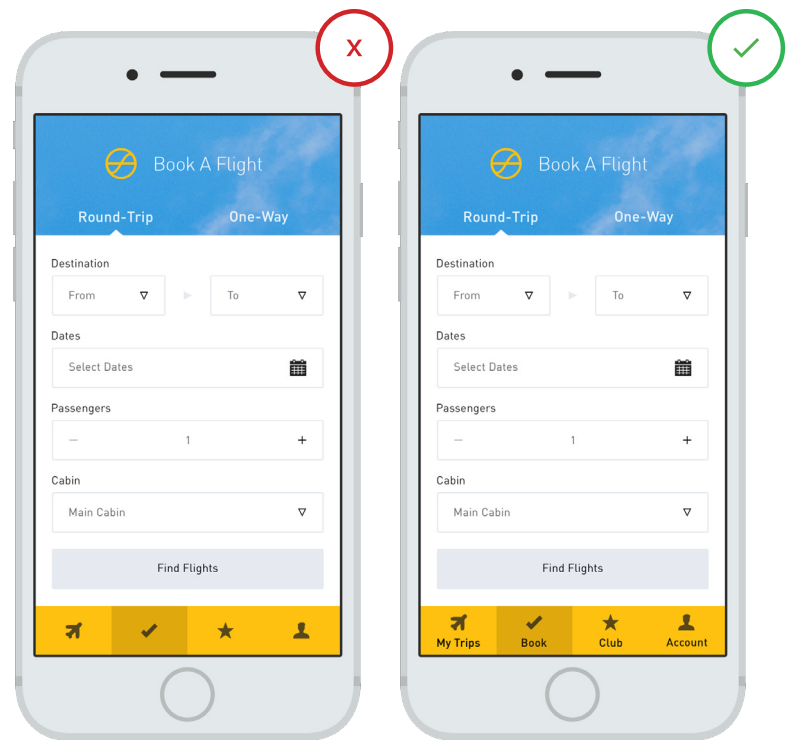 X
Book A Flight
Round-Trip One-Way
Destination
From To
Dates
Select Dates
Passengers
— 1 +
Cabin
Main Cabin
Find Flights
Book A Flight
Round-Trip One-Way
Destination
From To
Dates
Select Dates
Passengers
— 1 +
Cabin
Main Cabin
Find Flights
My Trips Book Club Account